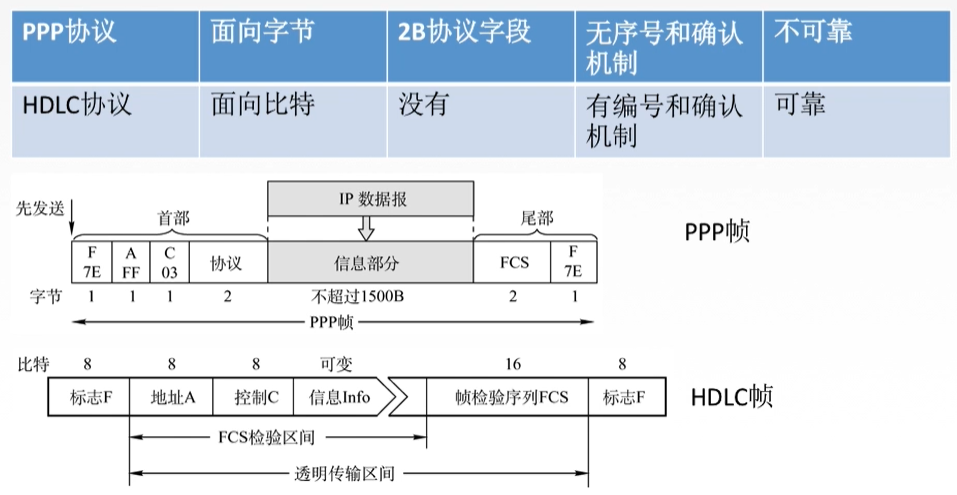 PPP协议 面向字节 2B协议字段 无序号和确认 不可靠
机制
HDLC协议 面向比特 没有 有编号和确认 可靠
机制
IP 数据报
先发送
首部
尾部
PPP帧
F
7E
A
FF
C
03
协议
信息部分
FCS
F
7E
字节 1 1 1 2 不超过1500B 2 1
PPP帧
比特 8 8 8 可变 16 8
标志F 地址A 控制C 信息Info 帧检验序列FCS 标志F
HDLC帧
FCS检验区间
透明传输区间